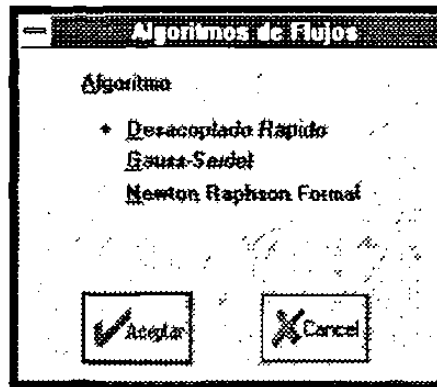 Algoritmos de Flujos
Algoritmo
Desacoplado Rapido
Gauss-Seidel
Newton Raphson Formal
Aceptar
Cancel